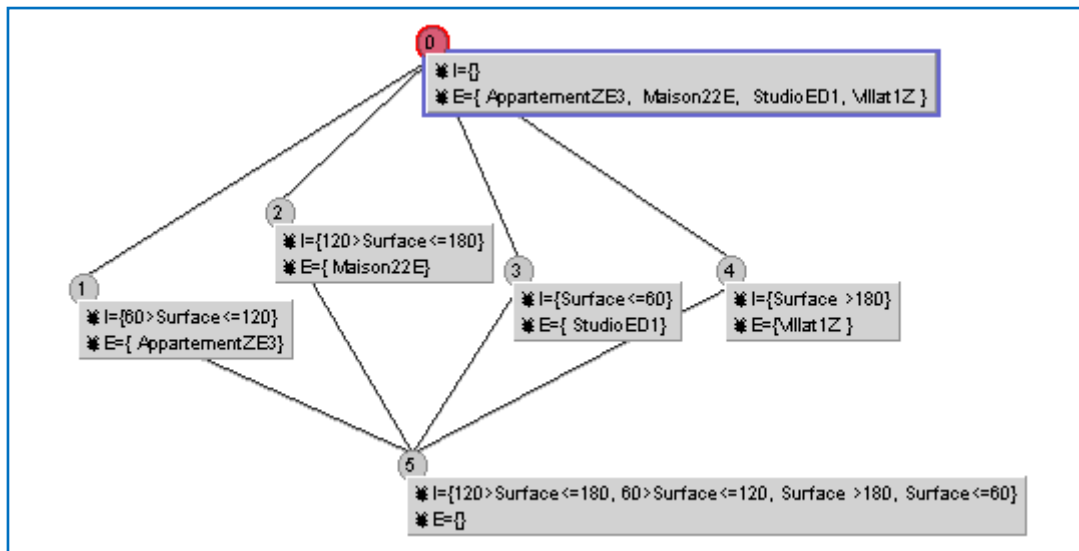 0
I={}
E={ AppartementZE3, Maison22E, StudioED1, VIllat1Z }
2
I={120>Surface<=180}
E={ Maison22E}
3
I={Surface<=60}
E={ StudioED1}
4
I={Surface >180}
E={VIllat1Z }
1
I={60>Surface<=120}
E={ AppartementZE3}
5
I={120>Surface<=180, 60>Surface<=120, Surface >180, Surface<=60}
E={}